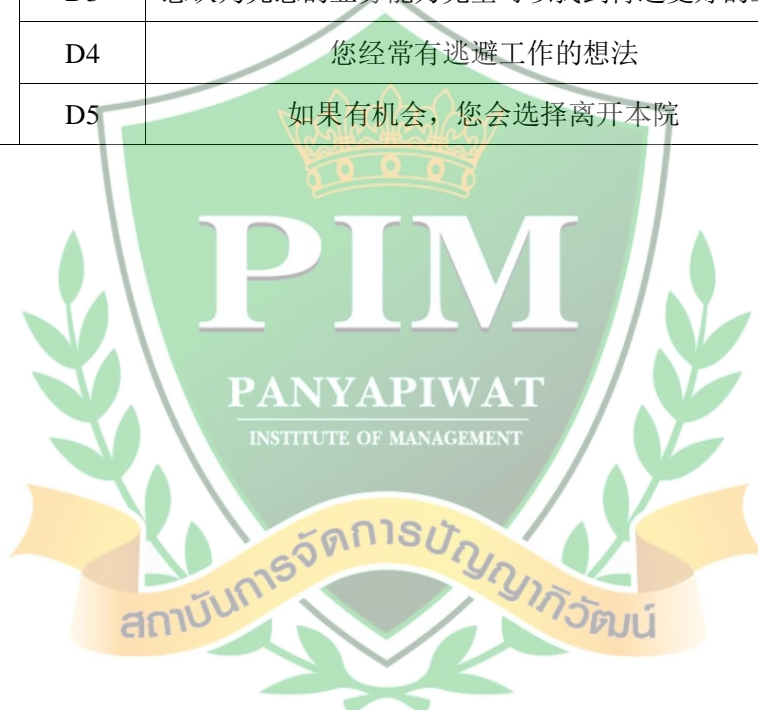 D4 您经常有逃避工作的想法
D5 如果有机会，您会选择离开本院
PIM
PANYAPIWAT
INSTITUTE OF MANAGEMENT
สถาบันการจัดการปัญญาภิวัฒน์